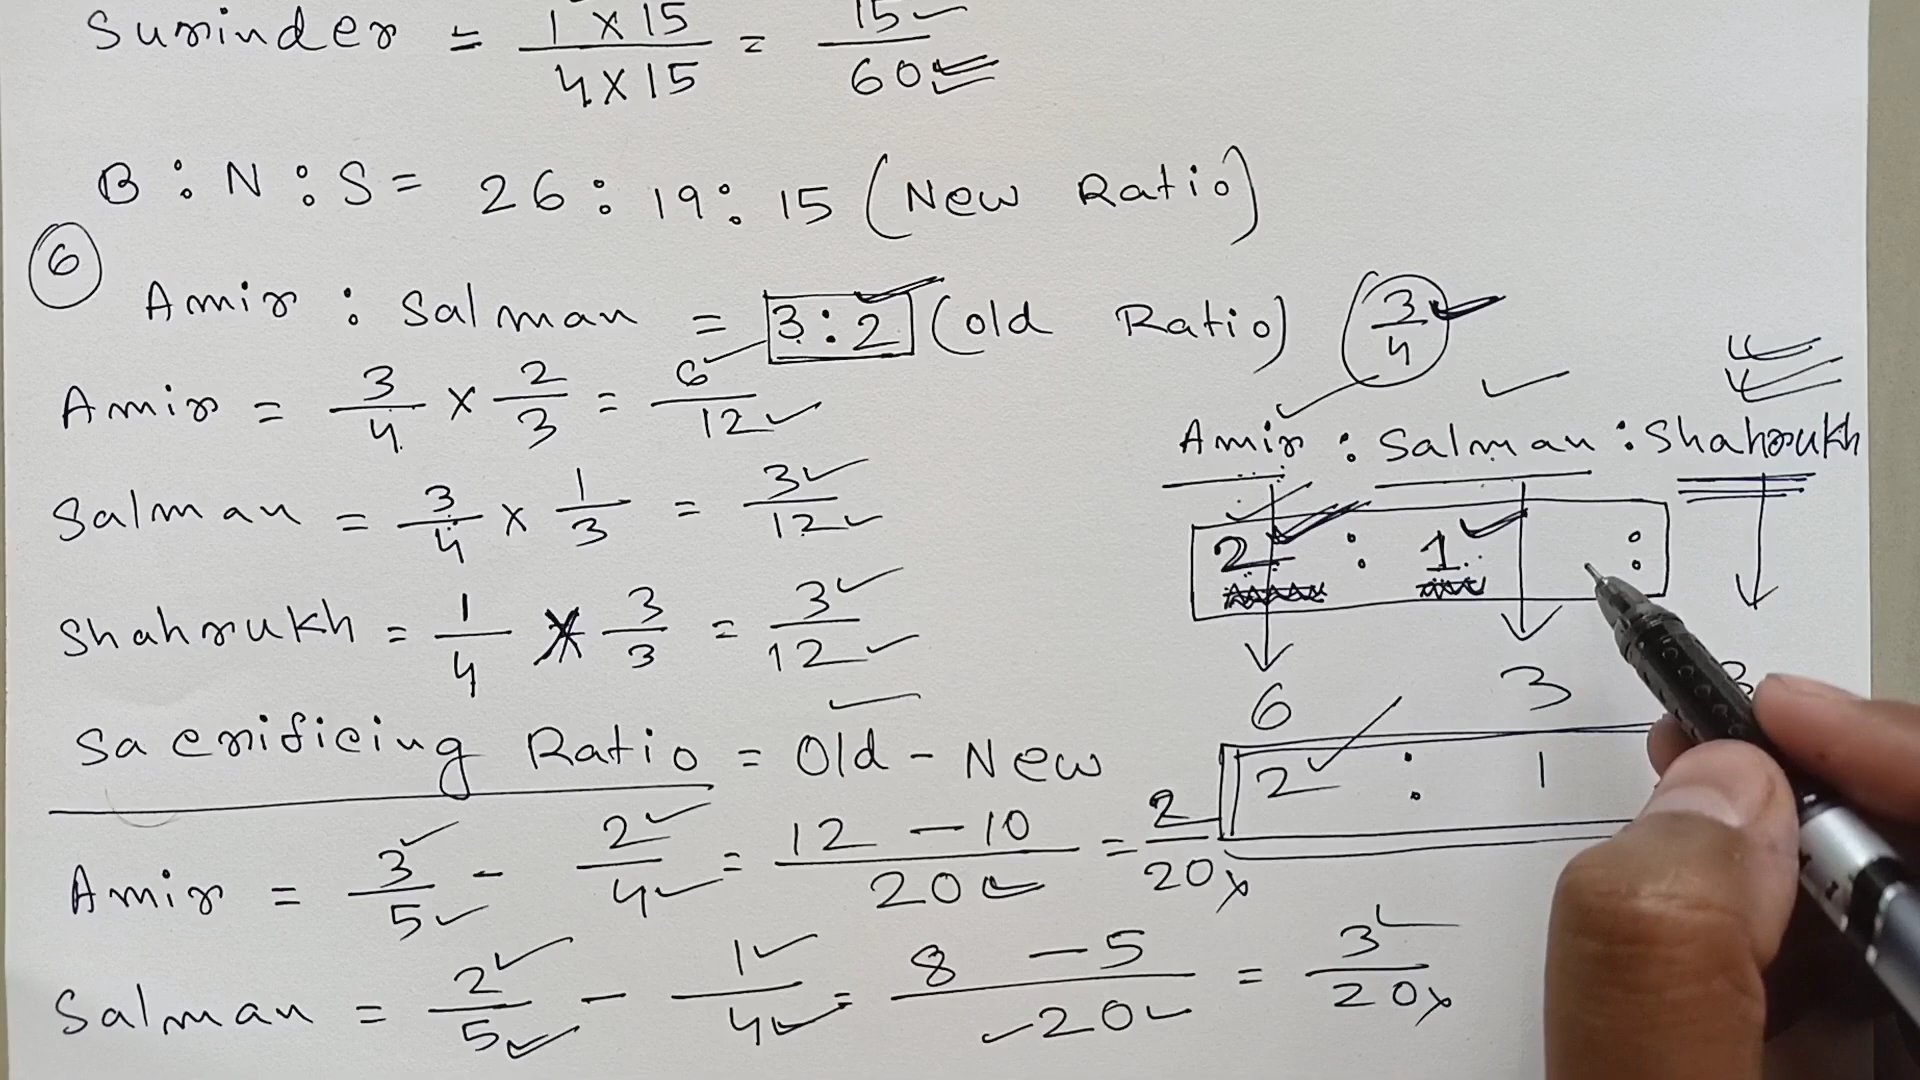 Surinder = 1 × 15 / 4 × 15 = 15 / 60
B : N : S = 26 : 19 : 15 (New Ratio)
6
Amir : Salman = 3 : 2 (Old Ratio) 3/4
Amir = 3/4 × 2/3 = 6/12
Salman = 3/4 × 1/3 = 3/12
Shahrukh = 1/4 × 3/3 = 3/12
Amir : Salman : Shahrukh
2 : 1 :
6 3 3
2 : 1
Sacrificing Ratio = Old - New
Amir = 3/5 - 2/4 = 12 - 10 / 20 = 2/20
Salman = 2/5 - 1/4 = 8 - 5 / 20 = 3/20